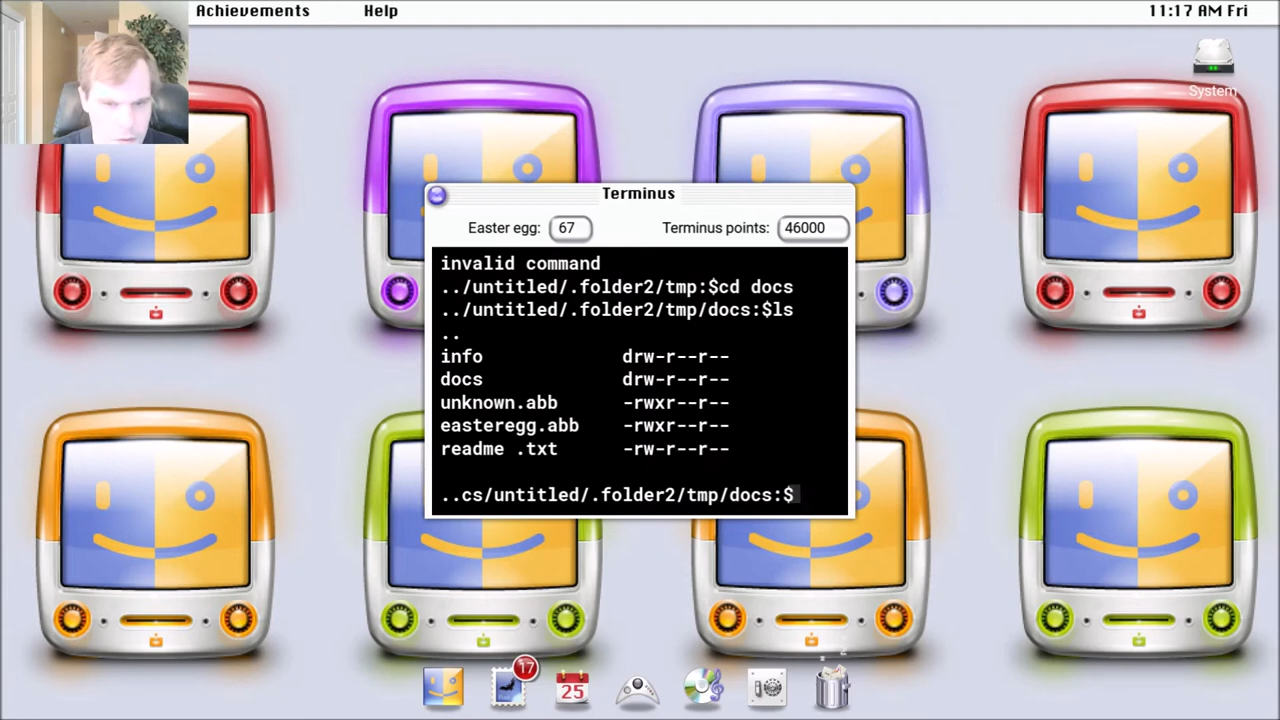 Achievements Help 11:17 AM Fri
System
Terminus
Easter egg: 67 Terminus points: 46000
invalid command
../untitled/.folder2/tmp:$cd docs
../untitled/.folder2/tmp/docs:$ls
..
info drw-r--r--
docs drw-r--r--
unknown.abb -rwxr--r--
easteregg.abb -rwxr--r--
readme .txt -rw-r--r--
..cs/untitled/.folder2/tmp/docs:$
17
25